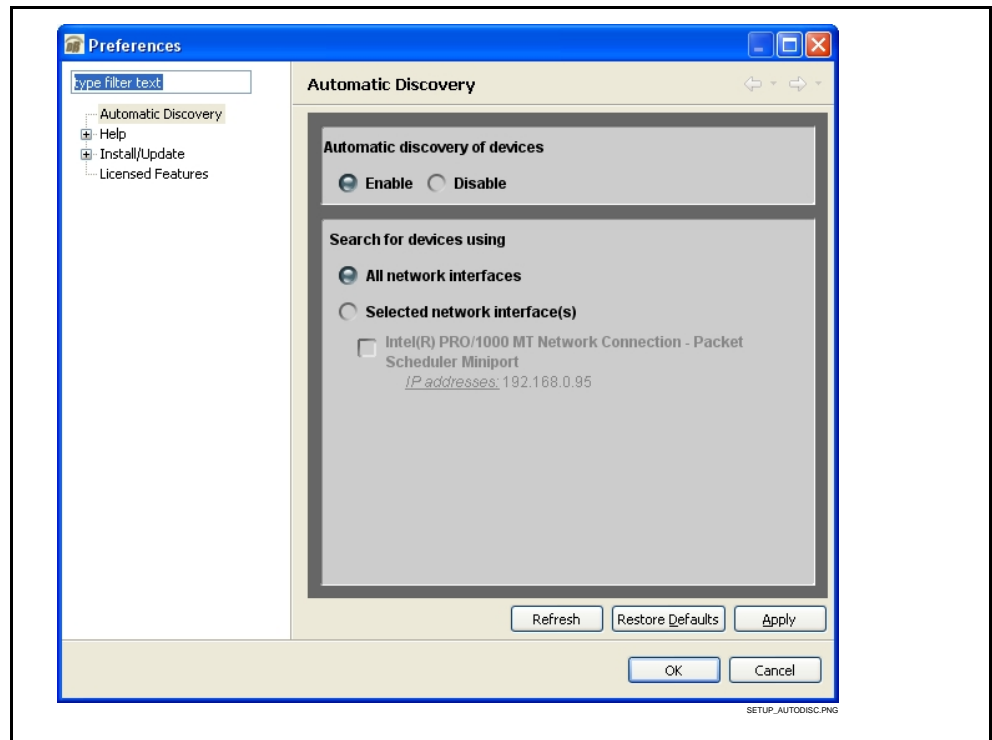 Preferences
type filter text
Automatic Discovery
Help
Install/Update
Licensed Features
Automatic Discovery
Automatic discovery of devices
Enable Disable
Search for devices using
All network interfaces
Selected network interface(s)
Intel(R) PRO/1000 MT Network Connection - Packet
Scheduler Miniport
IP addresses: 192.168.0.95
Refresh Restore Defaults Apply
OK Cancel
SETUP_AUTODISC.PNG